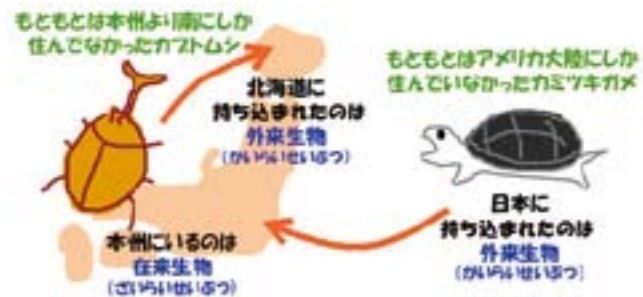 もともとは本州より南にしか
住んでなかったカブトムシ
北海道に
持ち込まれたのは
外来生物
(がいらいせいぶつ)
もともとはアメリカ大陸にしか
住んでいなかったカミツキガメ
日本に
持ち込まれたのは
外来生物
(がいらいせいぶつ)
本州にいるのは
在来生物
(ざいらいせいぶつ)